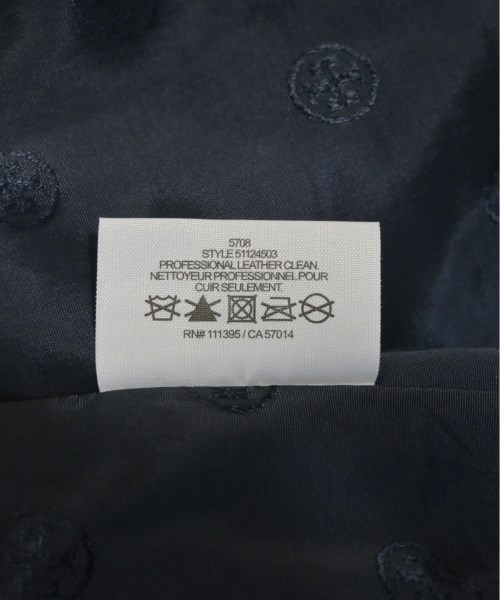 5708
STYLE 51124503
PROFESSIONAL LEATHER CLEAN.
NETTOYEUR PROFESSIONNEL POUR
CUIR SEULEMENT.
RN# 111395 / CA 57014